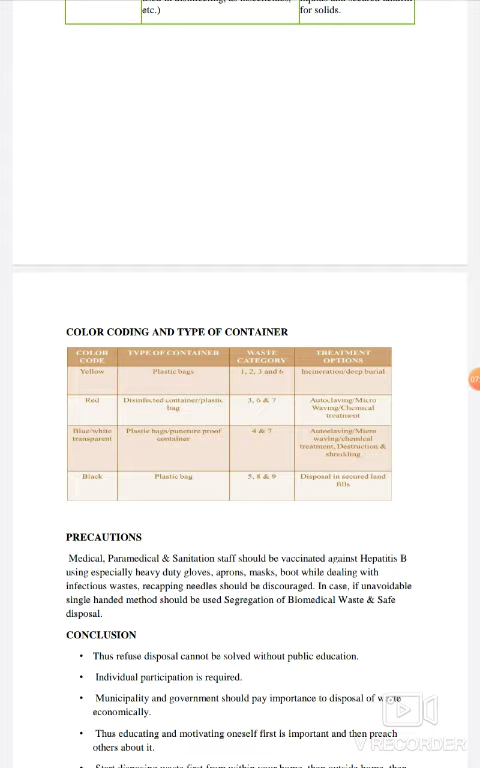 etc.)
for solids.
COLOR CODING AND TYPE OF CONTAINER
COLOR CODE TYPE OF CONTAINER WASTE CATEGORY TREATMENT OPTIONS
Yellow Plastic bags 1, 2, 3 and 6 Incineration/deep burial
Red Disinfected container/plastic bag 3, 6 & 7 Autoclaving/Micro Waving/Chemical treatment
Blue/white transparent Plastic bags/puncture proof container 4 & 7 Autoclaving/Micro waving/chemical treatment, Destruction & shredding
Black Plastic bag 5, 8 & 9 Disposal in secured land fills
PRECAUTIONS
Medical, Paramedical & Sanitation staff should be vaccinated against Hepatitis B
using especially heavy duty gloves, aprons, masks, boot while dealing with
infectious wastes, recapping needles should be discouraged. In case, if unavoidable
single handed method should be used Segregation of Biomedical Waste & Safe
disposal.
CONCLUSION
• Thus refuse disposal cannot be solved without public education.
• Individual participation is required.
• Municipality and government should pay importance to disposal of waste
economically.
• Thus educating and motivating oneself first is important and then preach
others about it.
V RECORDER
07